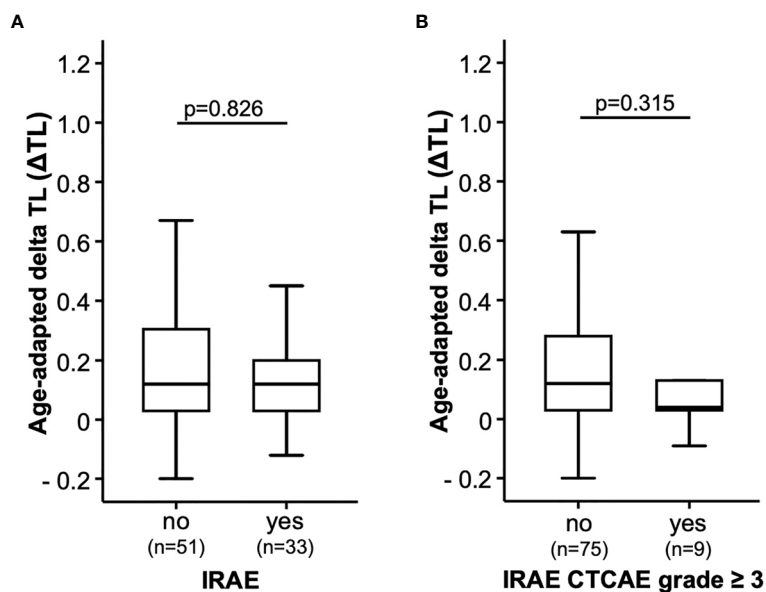 A
Age-adapted delta TL (ΔTL)
1.2
1.0
0.8
0.6
0.4
0.2
0
- 0.2
p=0.826
no
yes
(n=51)
(n=33)
IRAE
B
Age-adapted delta TL (ΔTL)
1.2
1.0
0.8
0.6
0.4
0.2
0
- 0.2
p=0.315
no
yes
(n=75)
(n=9)
IRAE CTCAE grade ≥ 3